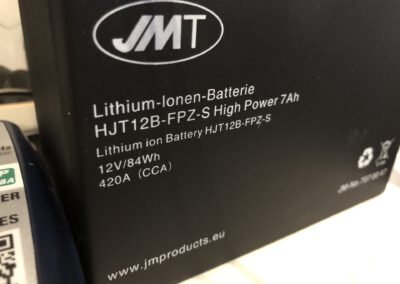 JMT
Lithium-Ionen-Batterie
HJT12B-FPZ-S High Power 7Ah
Lithium ion Battery HJT12B-FPZ-S
12V/84Wh
420A (CCA)
www.jmproducts.eu